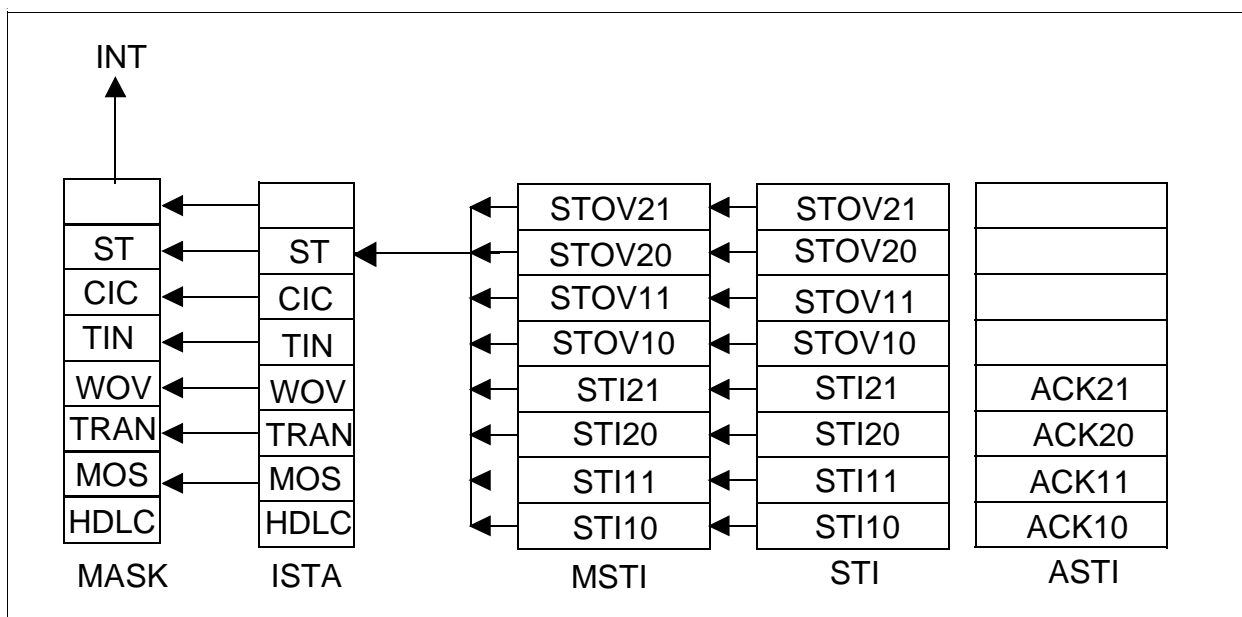 INT
STOV21 STOV21
ST ST STOV20 STOV20
CIC CIC STOV11 STOV11
TIN TIN STOV10 STOV10
WOV WOV STI21 STI21 ACK21
TRAN TRAN STI20 STI20 ACK20
MOS MOS STI11 STI11 ACK11
HDLC HDLC STI10 STI10 ACK10
MASK ISTA MSTI STI ASTI